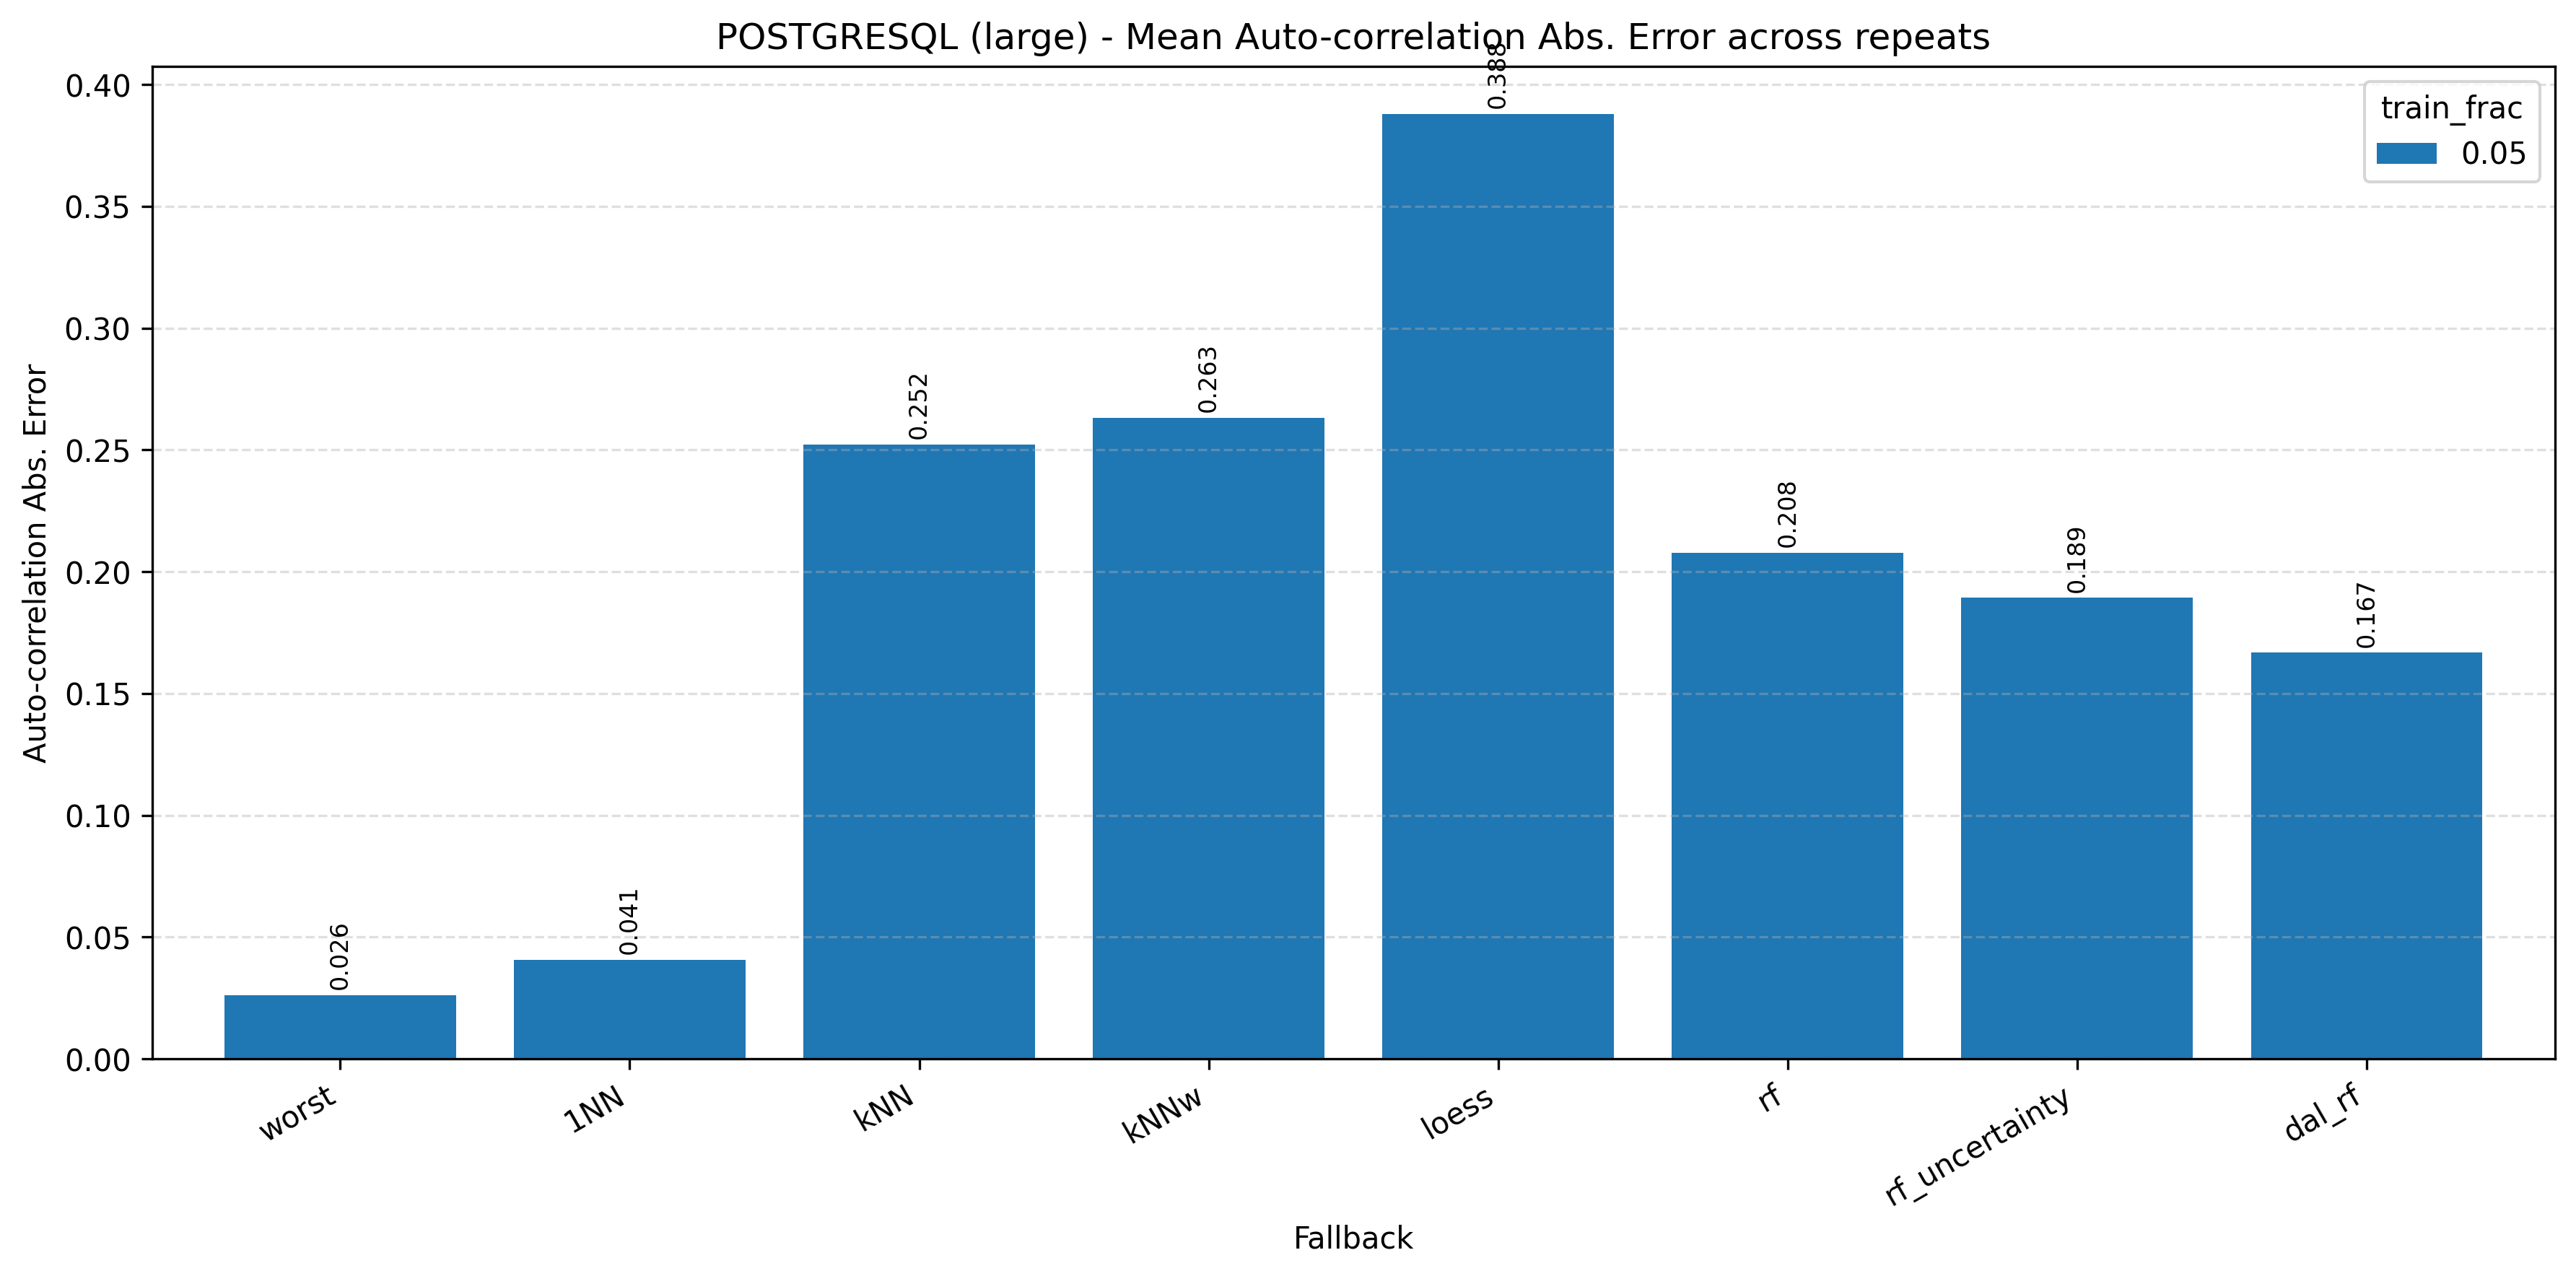 POSTGRESQL (large) - Mean Auto-correlation Abs. Error across repeats
Auto-correlation Abs. Error
0.40
0.35
0.30
0.25
0.20
0.15
0.10
0.05
0.00
train_frac
0.05
0.026
0.041
0.252
0.263
0.388
0.208
0.189
0.167
worst
1NN
kNN
kNNw
loess
rf
rf_uncertainty
dal_rf
Fallback